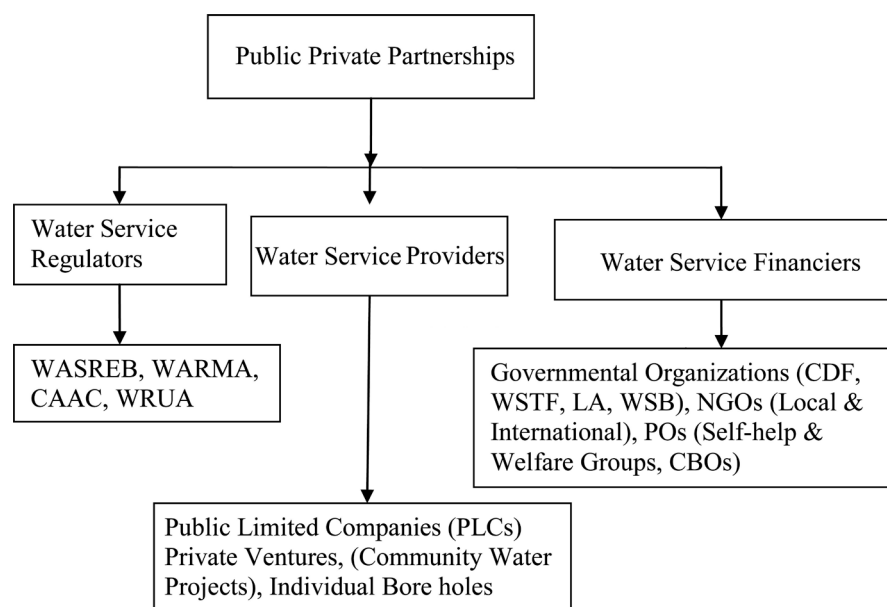 Public Private Partnerships
Water Service
Regulators
Water Service Providers
Water Service Financiers
WASREB, WARMA,
CAAC, WRUA
Governmental Organizations (CDF,
WSTF, LA, WSB), NGOs (Local &
International), POs (Self-help &
Welfare Groups, CBOs)
Public Limited Companies (PLCs)
Private Ventures, (Community Water
Projects), Individual Bore holes